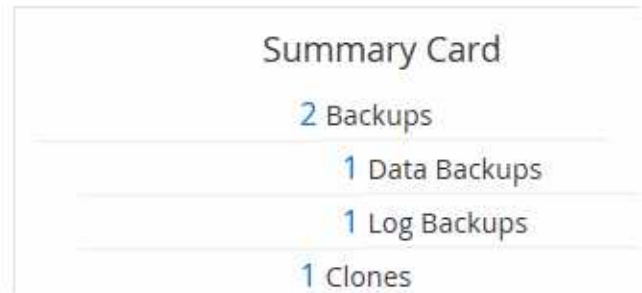 Summary Card
2 Backups
1 Data Backups
1 Log Backups
1 Clones